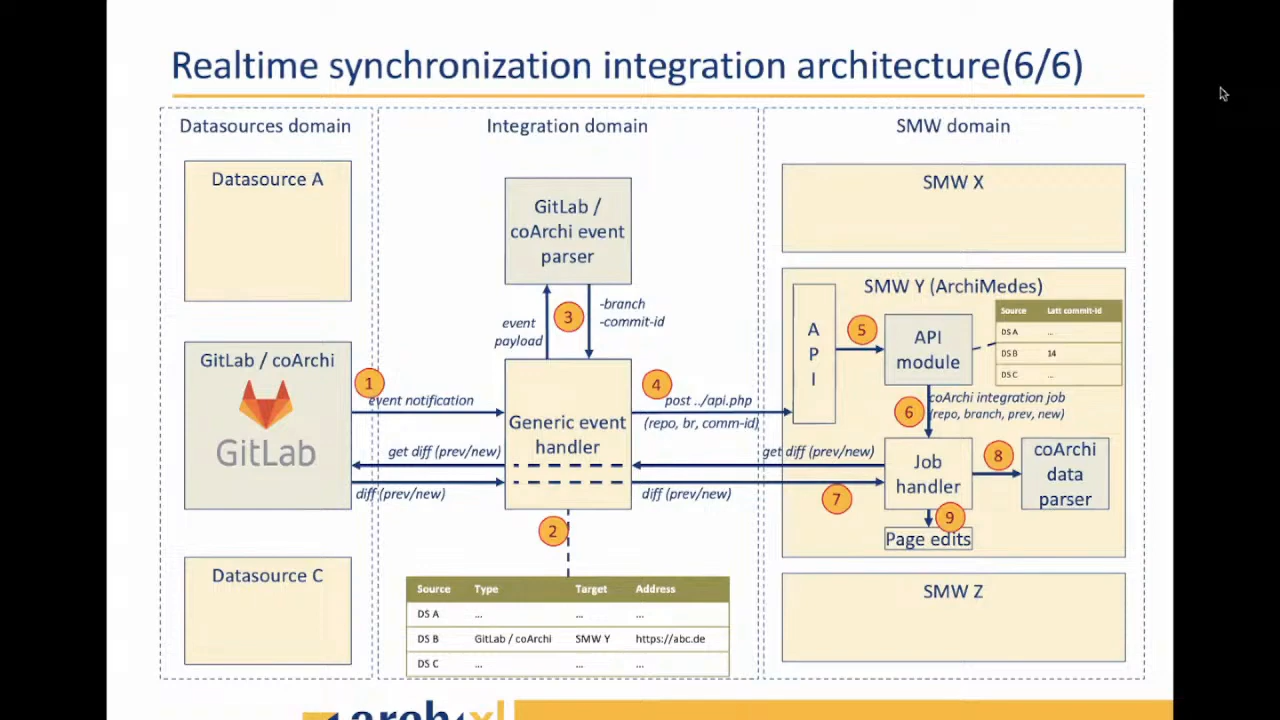 Realtime synchronization integration architecture(6/6)
Datasources domain
Integration domain
SMW domain
Datasource A
GitLab / coArchi
GitLab
Datasource C
GitLab /
coArchi event
parser
event
payload
3
-branch
-commit-id
1
event notification
Generic event
handler
get diff (prev/new)
diff (prev/new)
2
4
post ../api.php
(repo, br, comm-id)
get diff (prev/new)
diff (prev/new)
7
Source Type Target Address
DS A ... ... ...
DS B GitLab / coArchi SMW Y https://abc.de
DS C ... ... ...
SMW X
SMW Y (ArchiMedes)
A
P
I
5
API
module
Source Latt commit-id
DS A ...
DS B 14
DS C ...
6
coArchi integration job
(repo, branch, prev, new)
Job
handler
8
coArchi
data
parser
9
Page edits
SMW Z